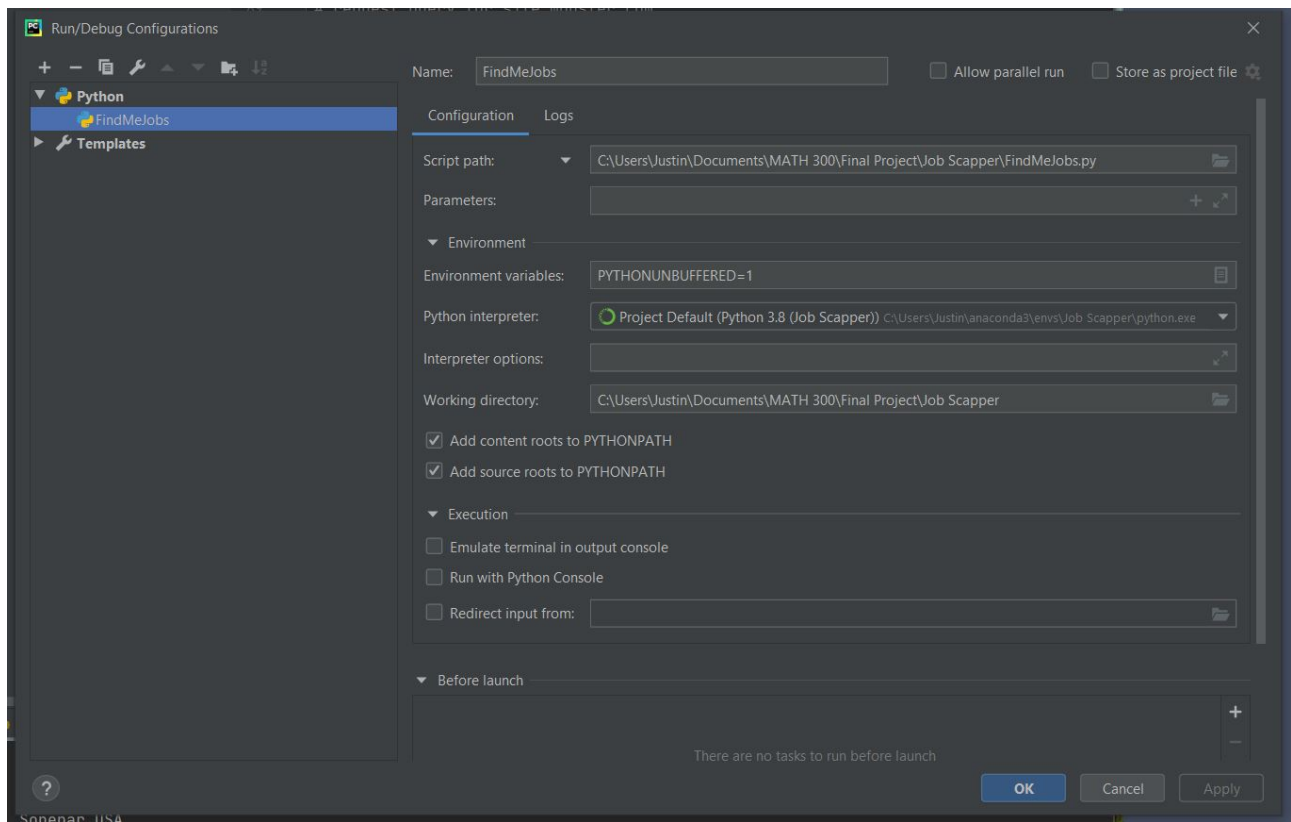 Run/Debug Configurations
Name: FindMeJobs
Allow parallel run
Store as project file
Python
FindMeJobs
Templates
Configuration Logs
Script path: C:\Users\Justin\Documents\MATH 300\Final Project\Job Scapper\FindMeJobs.py
Parameters:
Environment
Environment variables: PYTHONUNBUFFERED=1
Python interpreter: Project Default (Python 3.8 (Job Scapper)) C:\Users\Justin\anaconda3\envs\Job Scapper\python.exe
Interpreter options:
Working directory: C:\Users\Justin\Documents\MATH 300\Final Project\Job Scapper
Add content roots to PYTHONPATH
Add source roots to PYTHONPATH
Execution
Emulate terminal in output console
Run with Python Console
Redirect input from:
Before launch
There are no tasks to run before launch
? OK Cancel Apply
USA